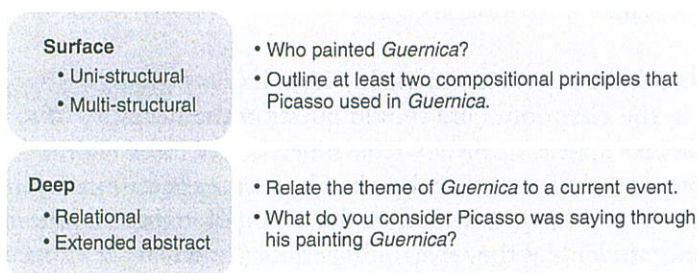 Surface
• Uni-structural
• Multi-structural
• Who painted Guernica?
• Outline at least two compositional principles that
Picasso used in Guernica.
Deep
• Relational
• Extended abstract
• Relate the theme of Guernica to a current event.
• What do you consider Picasso was saying through
his painting Guernica?